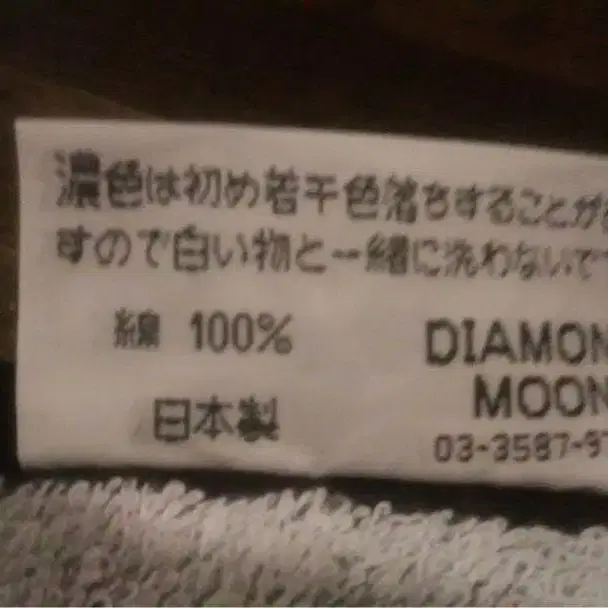 濃色は初め若干色落ちすることが
すので白い物と一緒に洗わないで
綿 100% DIAMON
日本製 MOON
03-3587-9